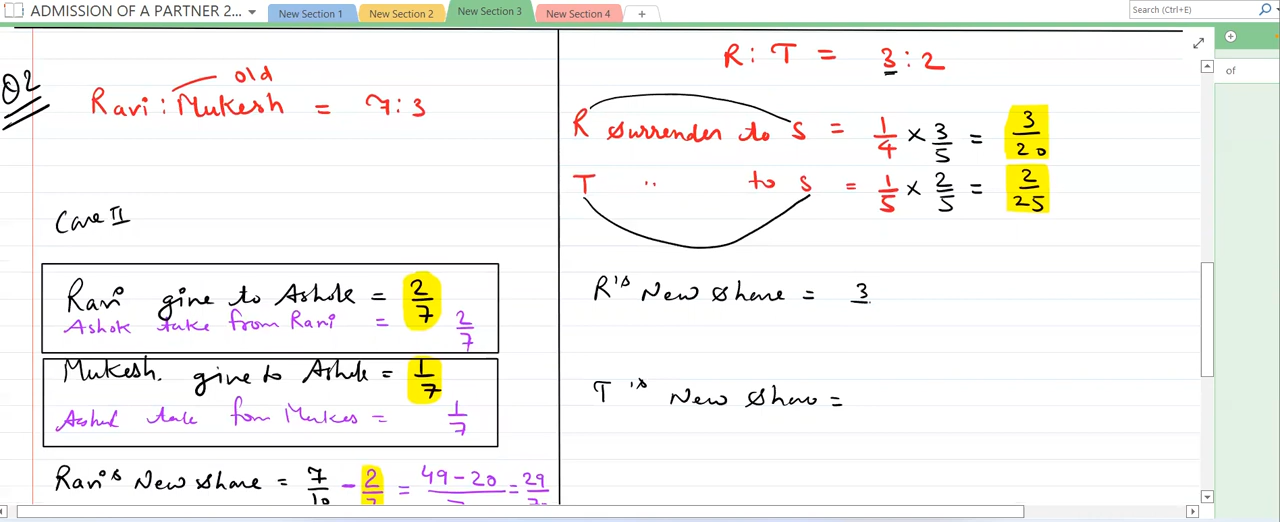 ADMISSION OF A PARTNER 2...
New Section 1
New Section 2
New Section 3
New Section 4
+
Search (Ctrl+E)
of
Q2
old
Ravi : Mukesh = 7 : 3
Case II
Ravi give to Ashok = 2/7
Ashok take from Ravi = 2/7
Mukesh. give to Ashok = 1/7
Ashok take from Mukes = 1/7
Ravi's New share = 7/10 - 2/7 = 49 - 20 = 29
R : T = 3 : 2
R Surrender to S = 1/4 × 3/5 = 3/20
T " to S = 1/5 × 2/5 = 2/25
R's New share = 3
T's New share =